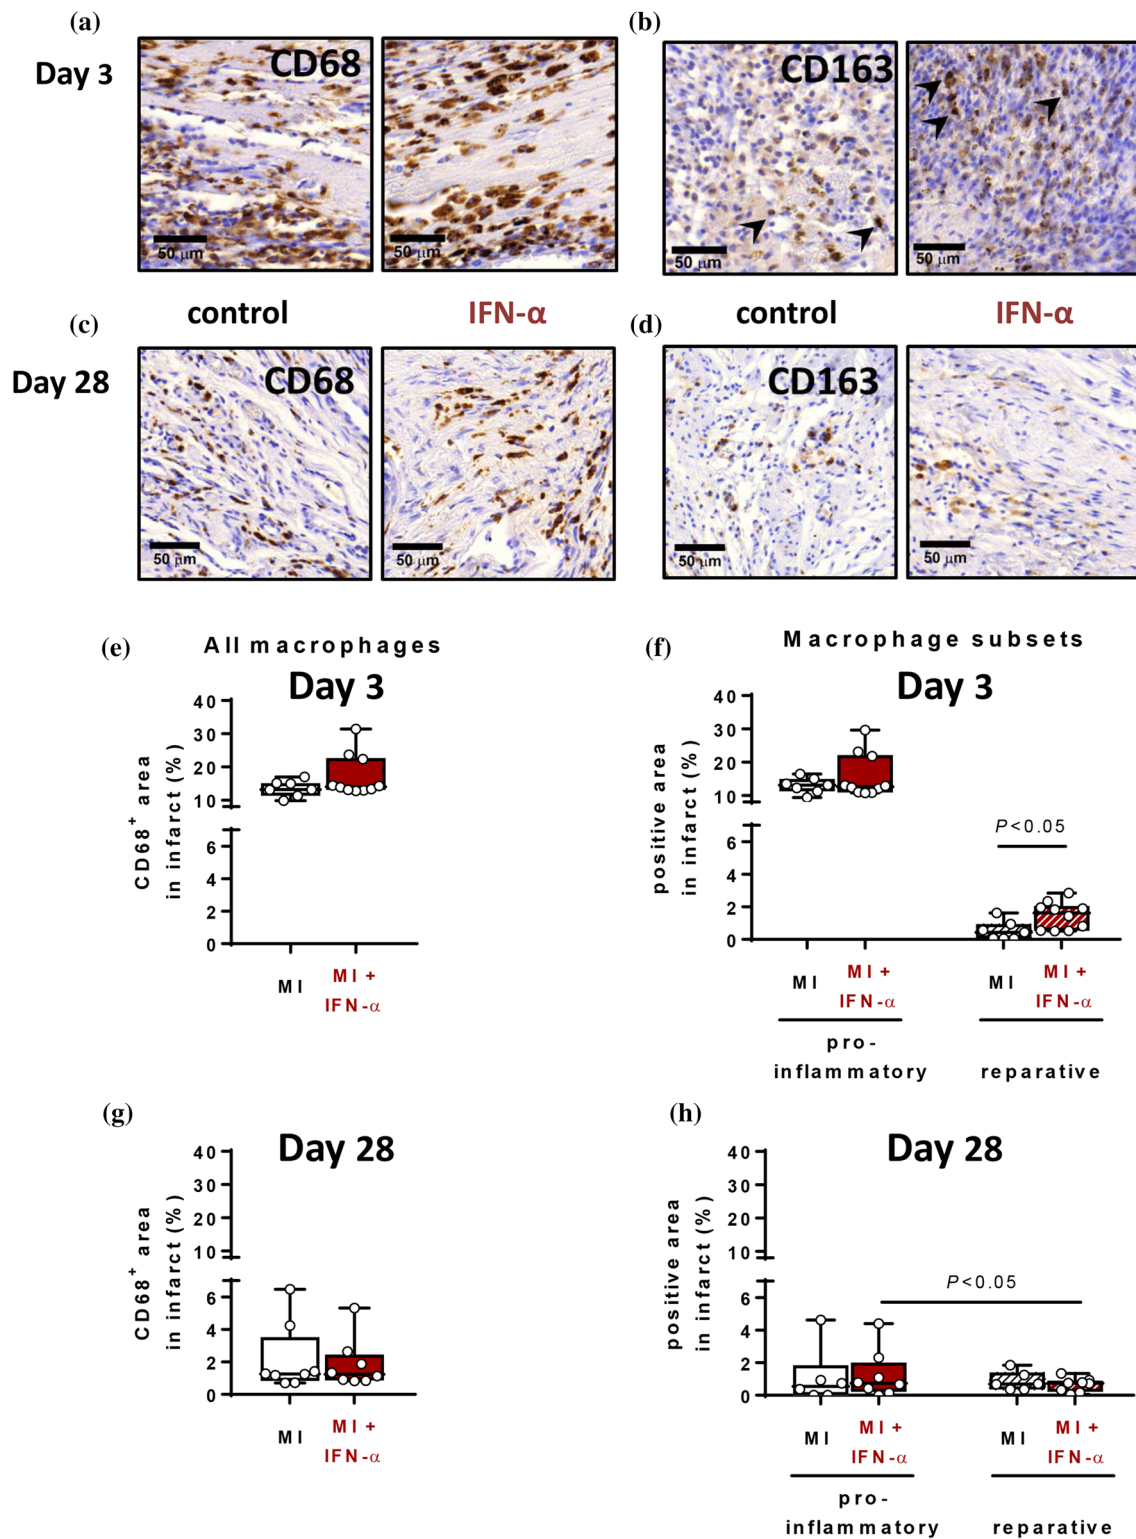 (a)
(b)
Day 3
CD68
CD163
50 µm
50 µm
50 µm
50 µm
control
IFN-α
control
IFN-α
(c)
(d)
Day 28
CD68
CD163
50 µm
50 µm
50 µm
50 µm
(e)
All macrophages
Day 3
CD68+ area
in infarct (%)
40
30
20
10
6
4
2
0
MI
MI +
IFN-α
(f)
Macrophage subsets
Day 3
positive area
in infarct (%)
40
30
20
10
6
4
2
0
P<0.05
MI
MI +
IFN-α
MI
MI +
IFN-α
pro-
inflammatory
reparative
(g)
Day 28
CD68+ area
in infarct (%)
40
30
20
10
6
4
2
0
MI
MI +
IFN-α
(h)
Day 28
positive area
in infarct (%)
40
30
20
10
6
4
2
0
P<0.05
MI
MI +
IFN-α
MI
MI +
IFN-α
pro-
inflammatory
reparative